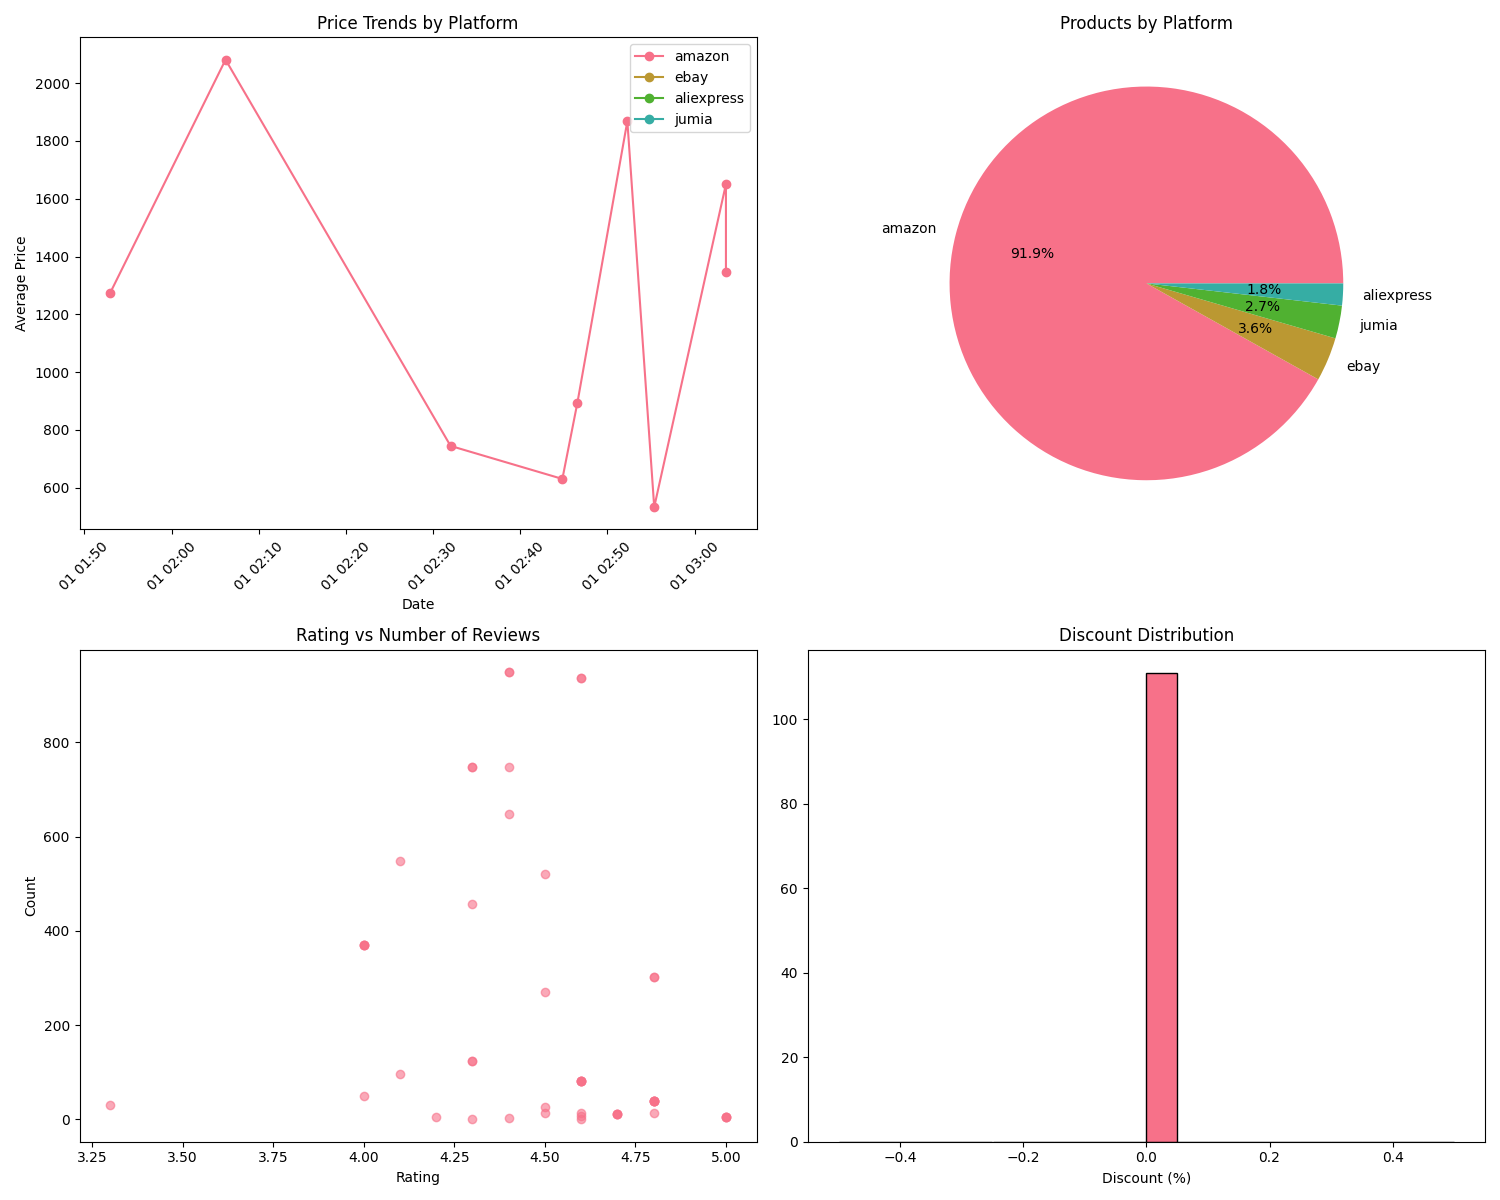 Price Trends by Platform
Average Price
2000
1800
1600
1400
1200
1000
800
600
amazon
ebay
aliexpress
jumia
01 01:50
01 02:00
01 02:10
01 02:20
01 02:30
01 02:40
01 02:50
01 03:00
Date
Products by Platform
amazon
91.9%
1.8%
aliexpress
2.7%
jumia
3.6%
ebay
Rating vs Number of Reviews
Count
800
600
400
200
0
3.25
3.50
3.75
4.00
4.25
4.50
4.75
5.00
Rating
Discount Distribution
100
80
60
40
20
0
−0.4
−0.2
0.0
0.2
0.4
Discount (%)